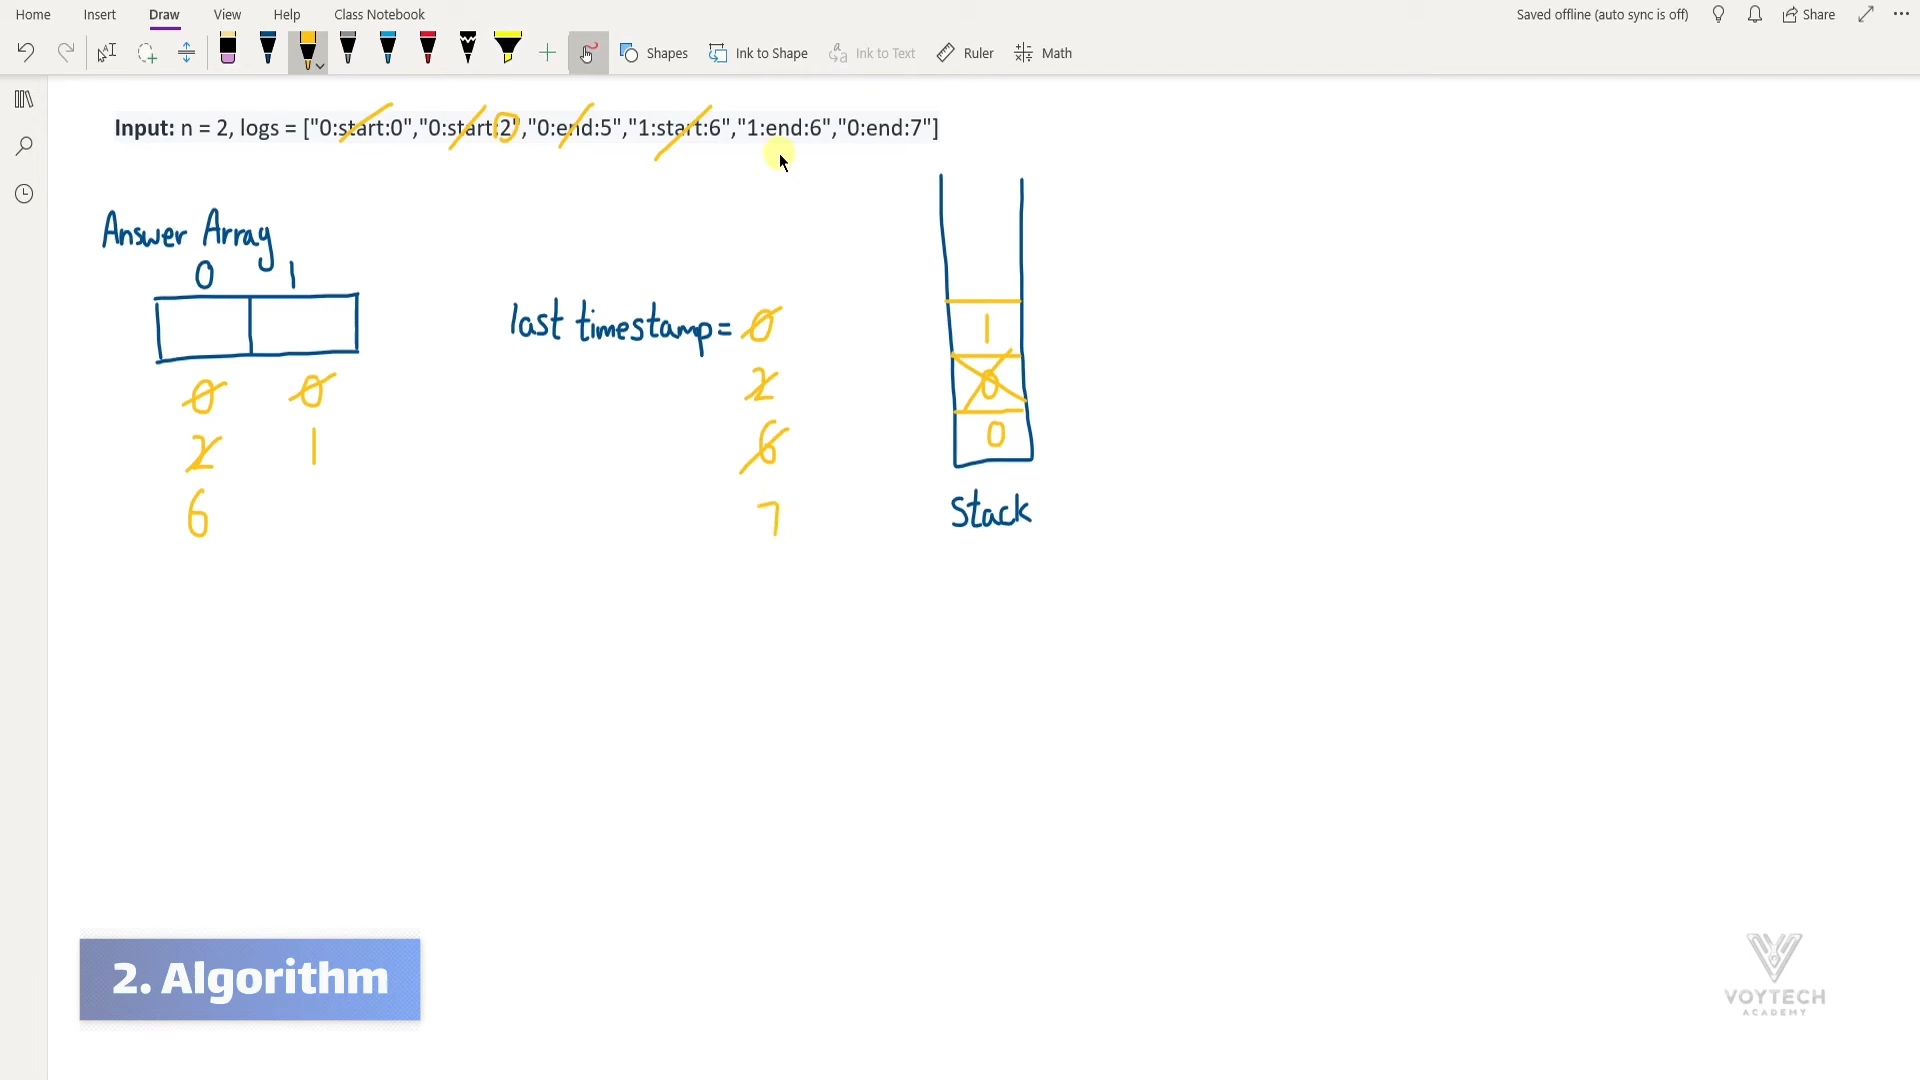 Home Insert Draw View Help Class Notebook Saved offline (auto sync is off) Share
Shapes Ink to Shape Ink to Text Ruler Math
Input: n = 2, logs = ["0:start:0","0:start:2","0:end:5","1:start:6","1:end:6","0:end:7"]
0
Answer Array
0 1
0 0
2 1
6
last timestamp = 0
2
6
7
1
0
0
Stack
2. Algorithm
VOYTECH
ACADEMY